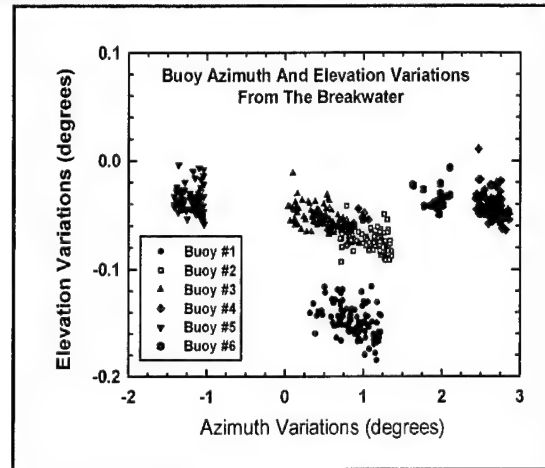 Buoy Azimuth And Elevation Variations
From The Breakwater
Elevation Variations (degrees)
0.1
0.0
-0.1
-0.2
Buoy #1
Buoy #2
Buoy #3
Buoy #4
Buoy #5
Buoy #6
-2
-1
0
1
2
3
Azimuth Variations (degrees)